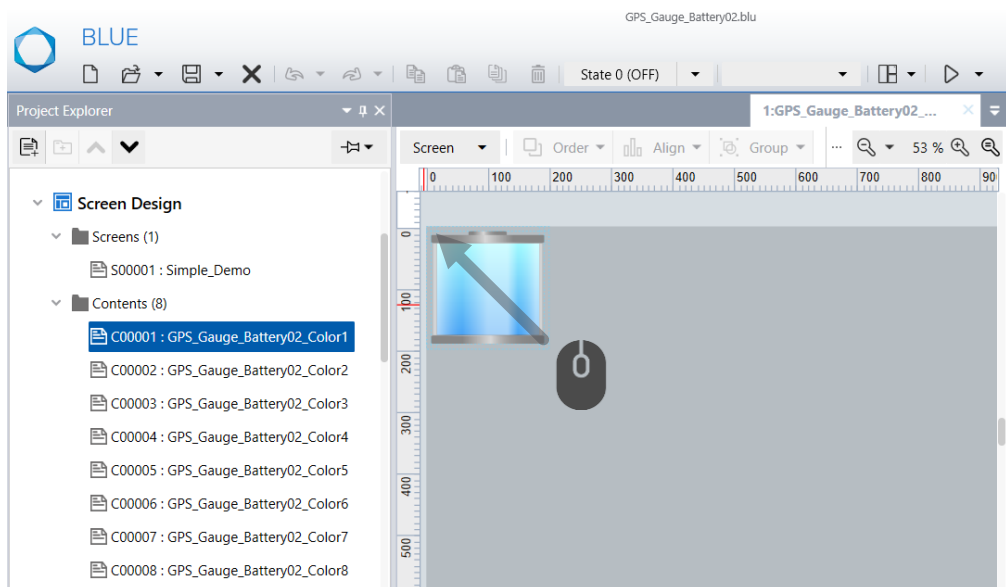 GPS_Gauge_Battery02.blu
BLUE
State 0 (OFF)
Project Explorer
1:GPS_Gauge_Battery02_...
Screen
Order
Align
Group
...
53 %
0 100 200 300 400 500 600 700 800 90
Screen Design
Screens (1)
S00001 : Simple_Demo
Contents (8)
C00001 : GPS_Gauge_Battery02_Color1
C00002 : GPS_Gauge_Battery02_Color2
C00003 : GPS_Gauge_Battery02_Color3
C00004 : GPS_Gauge_Battery02_Color4
C00005 : GPS_Gauge_Battery02_Color5
C00006 : GPS_Gauge_Battery02_Color6
C00007 : GPS_Gauge_Battery02_Color7
C00008 : GPS_Gauge_Battery02_Color8
0
100
200
300
400
500